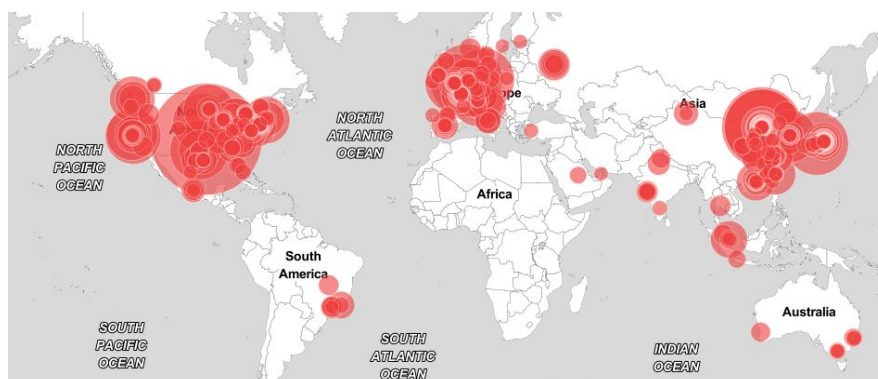 NORTH
PACIFIC
OCEAN
NORTH
ATLANTIC
OCEAN
Asia
Africa
South
America
SOUTH
PACIFIC
OCEAN
SOUTH
ATLANTIC
OCEAN
INDIAN
OCEAN
Australia